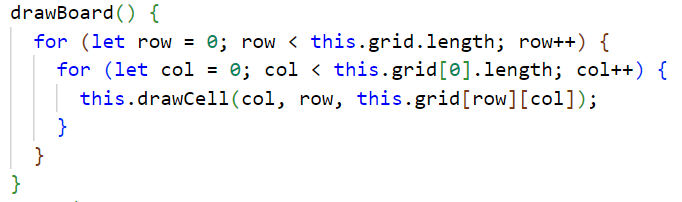 drawBoard() {
for (let row = 0; row < this.grid.length; row++) {
for (let col = 0; col < this.grid[0].length; col++) {
this.drawCell(col, row, this.grid[row][col]);
}
}
}